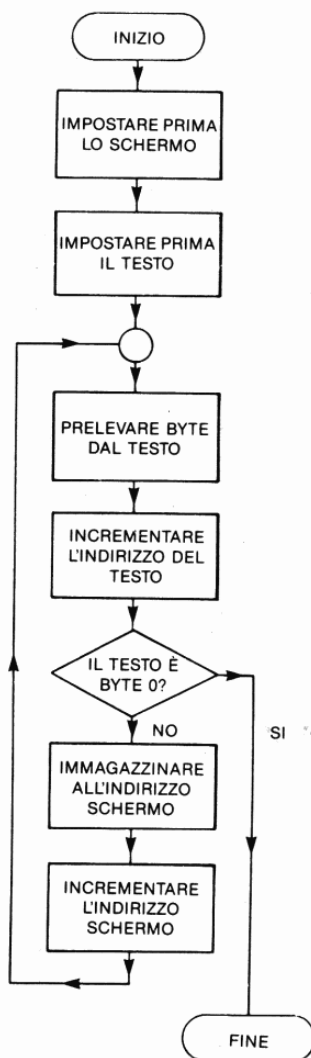 INIZIO
IMPOSTARE PRIMA
LO SCHERMO
IMPOSTARE PRIMA
IL TESTO
PRELEVARE BYTE
DAL TESTO
INCREMENTARE
L'INDIRIZZO DEL
TESTO
IL TESTO È
BYTE 0?
NO
SI
IMMAGAZZINARE
ALL'INDIRIZZO
SCHERMO
INCREMENTARE
L'INDIRIZZO
SCHERMO
FINE